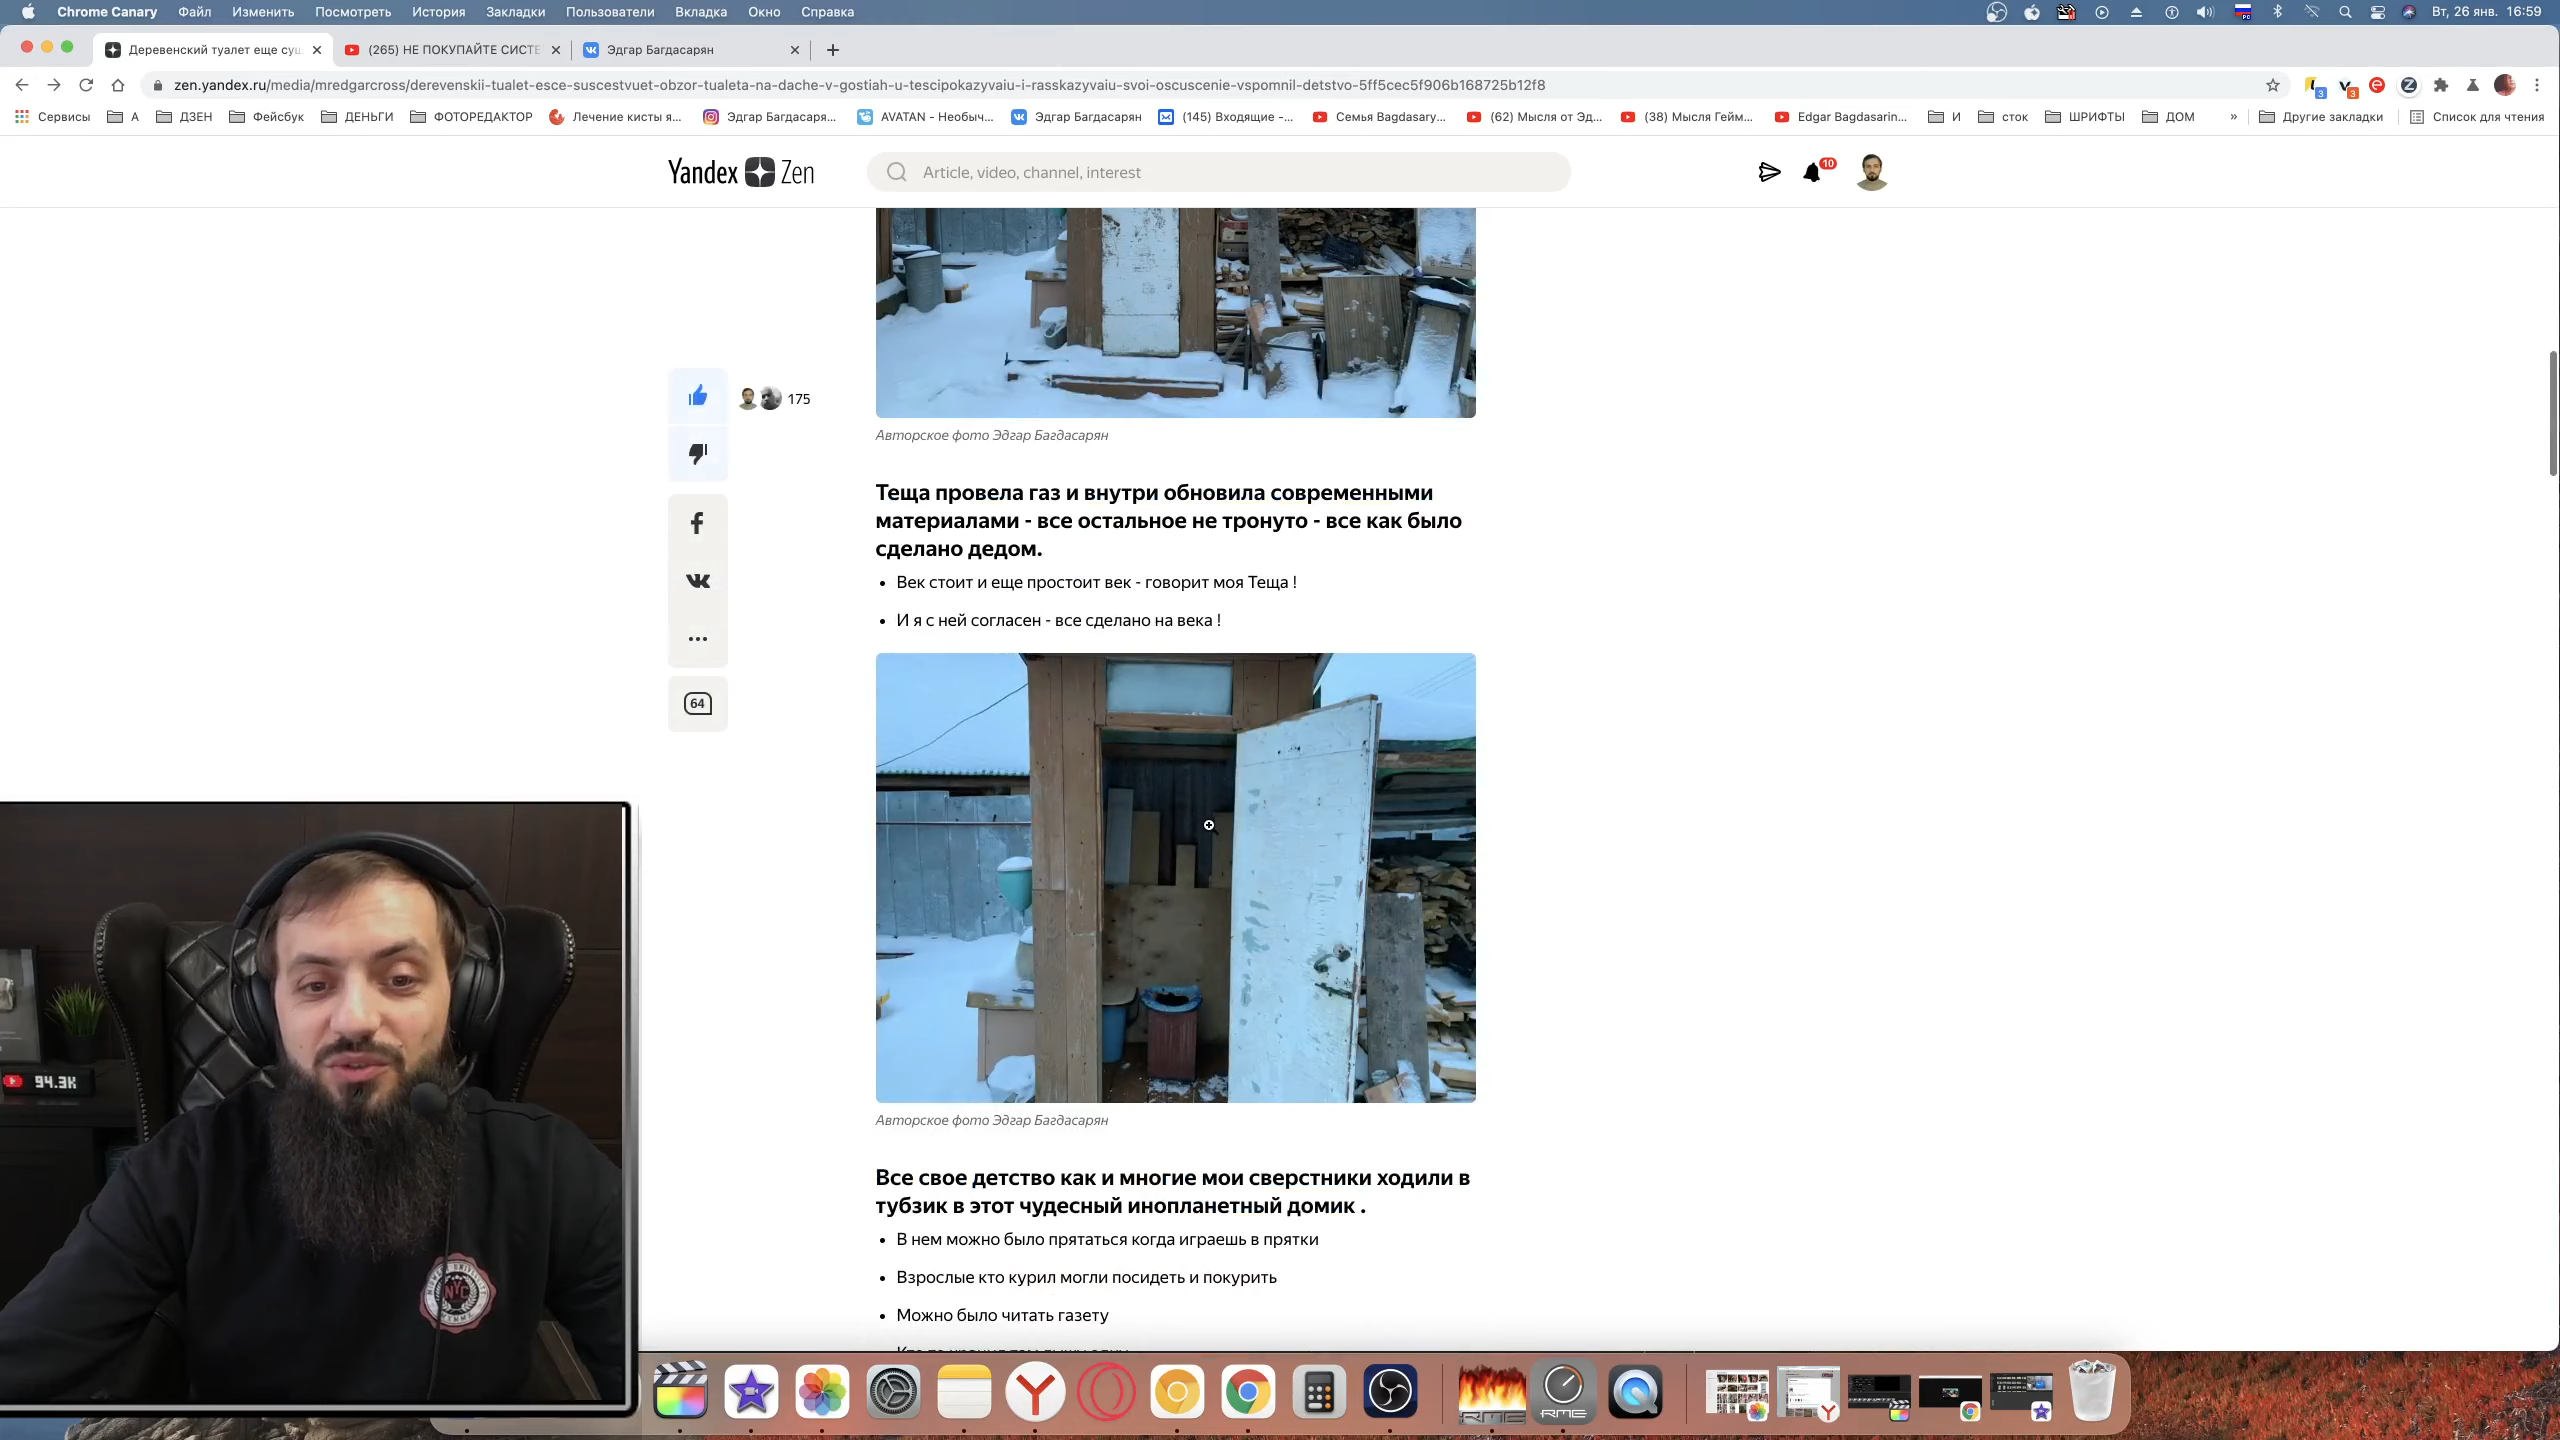 Chrome Canary Файл Изменить Посмотреть История Закладки Пользователи Вкладка Окно Справка Вт, 26 янв. 16:59
Деревенский туалет еще сущ (265) НЕ ПОКУПАЙТЕ СИСТЕ Эдгар Багдасарян
zen.yandex.ru/media/mredgarcross/derevenskii-tualet-esce-suscestvuet-obzor-tualeta-na-dache-v-gostiah-u-tescipokazyvaiu-i-rasskazyvaiu-svoi-oscuscenie-vspomnil-detstvo-5ff5cec5f906b168725b12f8
Сервисы А ДЗЕН Фейсбук ДЕНЬГИ ФОТОРЕДАКТОР Лечение кисты я... Эдгар Багдасаря... AVATAN - Необыч... Эдгар Багдасарян (145) Входящие -... Семья Bagdasary... (62) Мысля от Эд... (38) Мысля Гейм... Edgar Bagdasarin... И сток ШРИФТЫ ДОМ » Другие закладки Список для чтения
Yandex Zen Article, video, channel, interest 10
175
Авторское фото Эдгар Багдасарян
Теща провела газ и внутри обновила современными
материалами - все остальное не тронуто - все как было
сделано дедом.
Век стоит и еще простоит век - говорит моя Теща !
И я с ней согласен - все сделано на века !
64
Авторское фото Эдгар Багдасарян
Все свое детство как и многие мои сверстники ходили в
тубзик в этот чудесный инопланетный домик .
В нем можно было прятаться когда играешь в прятки
Взрослые кто курил могли посидеть и покурить
Можно было читать газету
94.3K
NYC
RME RME